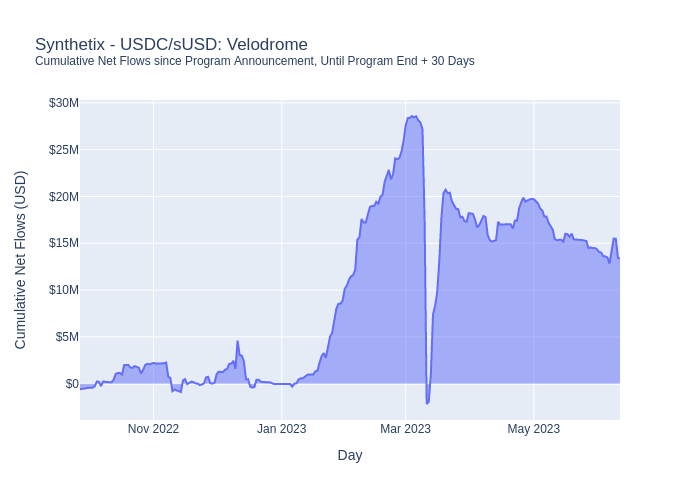 Synthetix - USDC/sUSD: Velodrome
Cumulative Net Flows since Program Announcement, Until Program End + 30 Days
Cumulative Net Flows (USD)
$30M
$25M
$20M
$15M
$10M
$5M
$0
Nov 2022
Jan 2023
Mar 2023
May 2023
Day